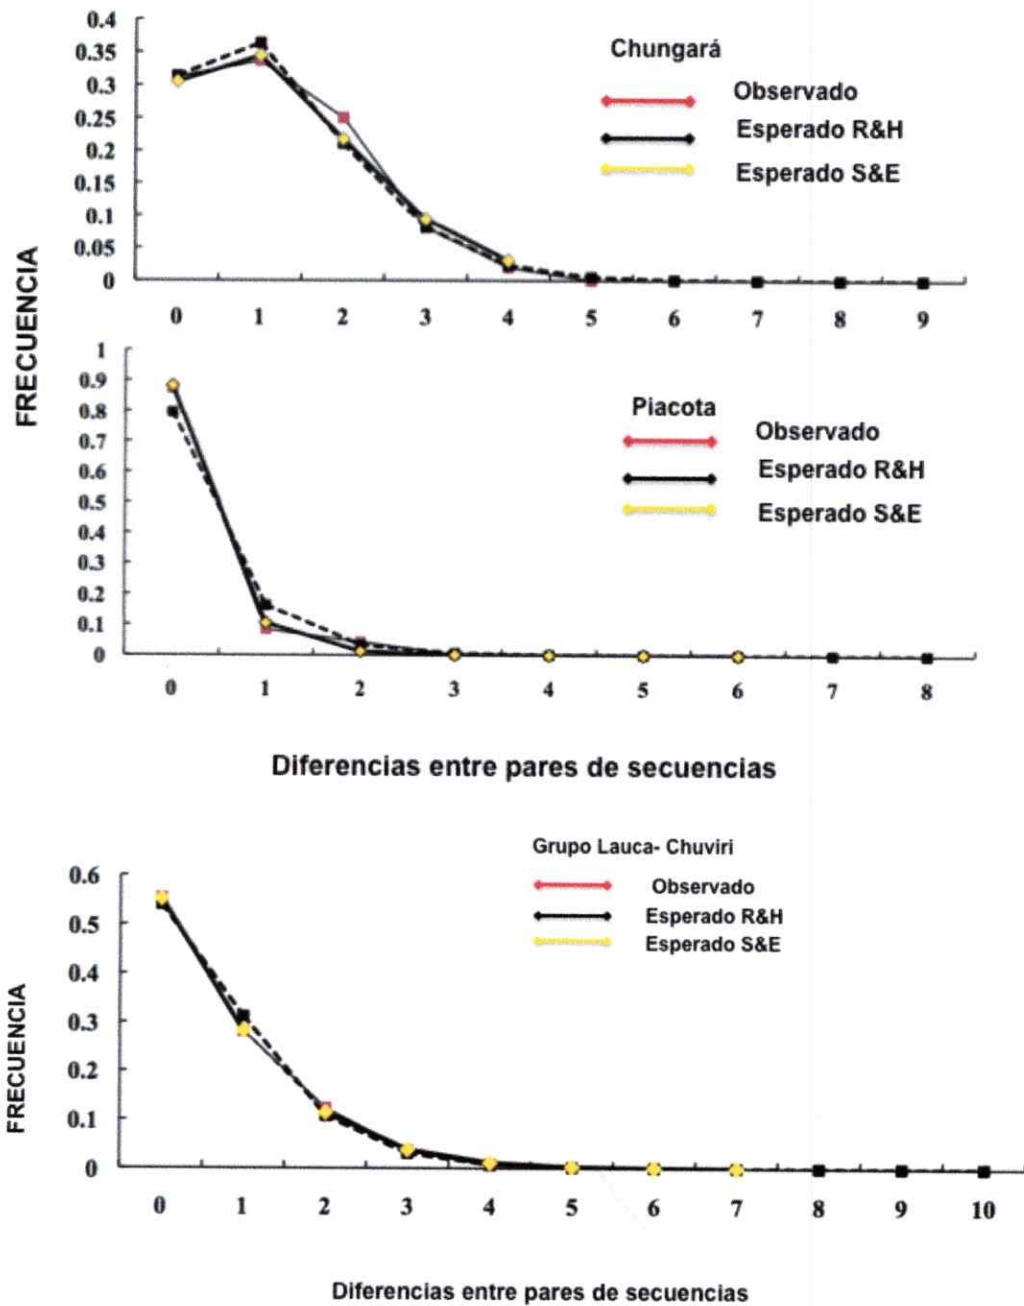 FRECUENCIA
0.4
0.35
0.3
0.25
0.2
0.15
0.1
0.05
0
0 1 2 3 4 5 6 7 8 9
Chungará
Observado
Esperado R&H
Esperado S&E
1
0.9
0.8
0.7
0.6
0.5
0.4
0.3
0.2
0.1
0
0 1 2 3 4 5 6 7 8
Piacota
Observado
Esperado R&H
Esperado S&E
Diferencias entre pares de secuencias
FRECUENCIA
0.6
0.5
0.4
0.3
0.2
0.1
0
0 1 2 3 4 5 6 7 8 9 10
Grupo Lauca- Chuviri
Observado
Esperado R&H
Esperado S&E
Diferencias entre pares de secuencias